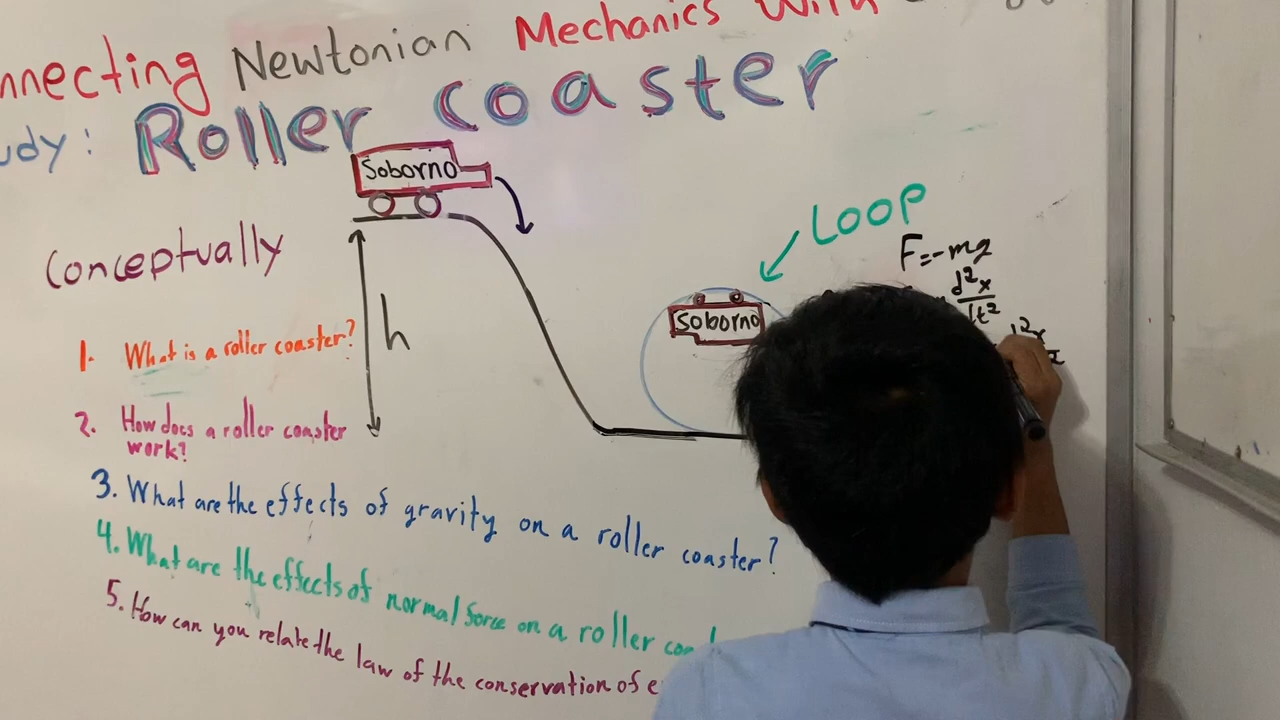 nnecting Newtonian Mechanics With
udy: Roller coaster
Soborno
Conceptually
h
LOOP
Soborno
F=-mg
d²x
1. What is a roller coaster?
2. How does a roller coaster
work?
3. What are the effects of gravity on a roller coaster?
4. What are the effects of normal force on a roller
5. How can you relate the law of the conservation of